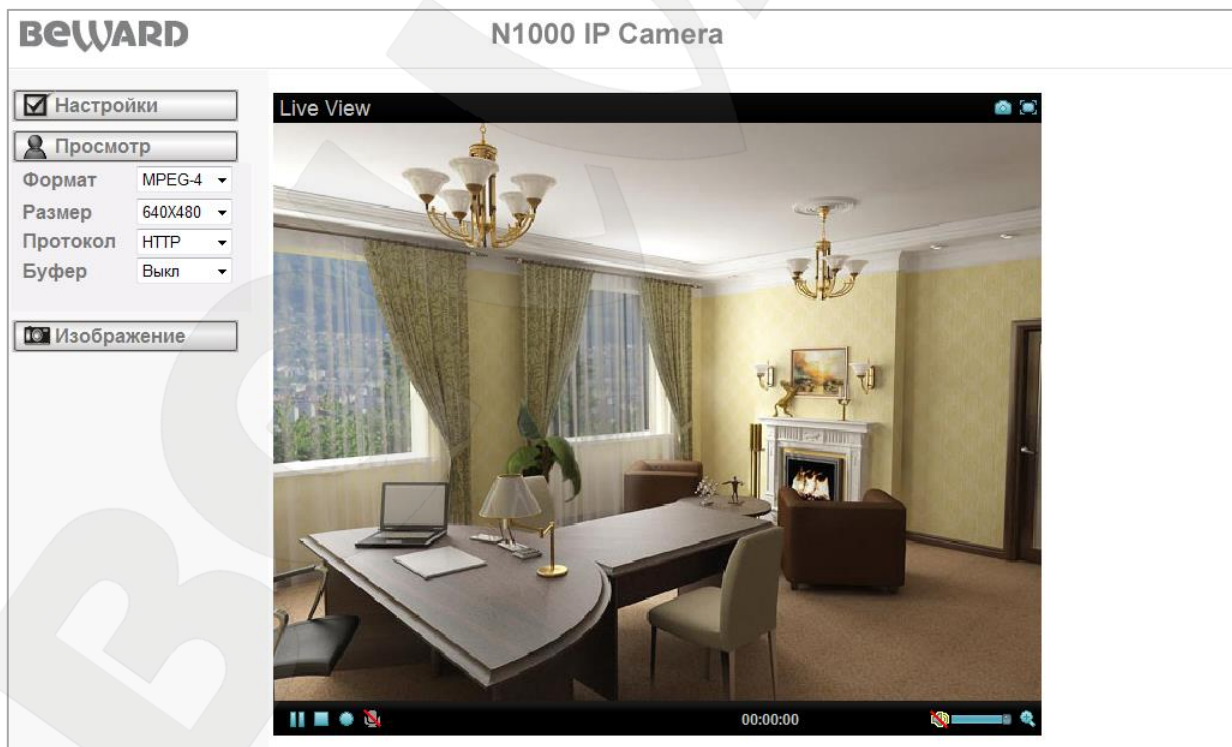 BEWARD
N1000 IP Camera
Настройки
Просмотр
Формат MPEG-4
Размер 640X480
Протокол HTTP
Буфер Выкл
Изображение
Live View
00:00:00